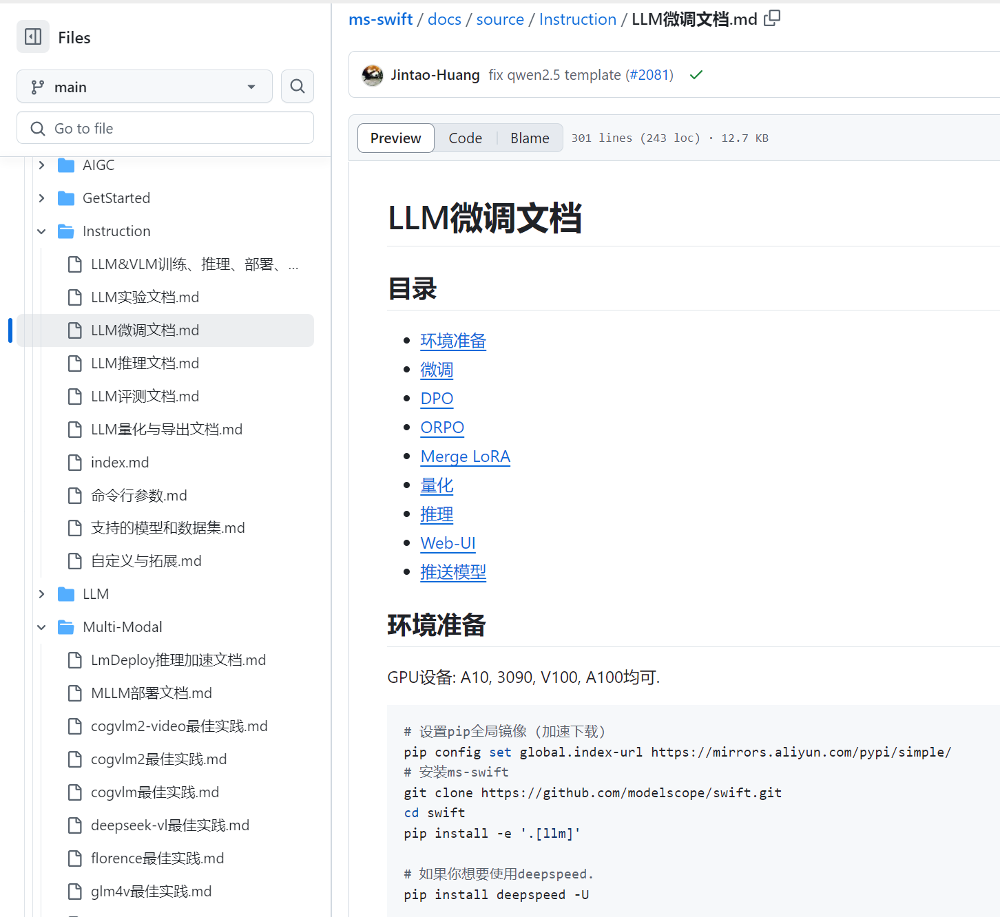 Files
main
Go to file
AIGC
GetStarted
Instruction
LLM&VLM训练、推理、部署、...
LLM实验文档.md
LLM微调文档.md
LLM推理文档.md
LLM评测文档.md
LLM量化与导出文档.md
index.md
命令行参数.md
支持的模型和数据集.md
自定义与拓展.md
LLM
Multi-Modal
LmDeploy推理加速文档.md
MLLM部署文档.md
cogvlm2-video最佳实践.md
cogvlm2最佳实践.md
cogvlm最佳实践.md
deepseek-vl最佳实践.md
florence最佳实践.md
glm4v最佳实践.md
ms-swift / docs / source / Instruction / LLM微调文档.md
Jintao-Huang fix qwen2.5 template (#2081)
Preview Code Blame 301 lines (243 loc) · 12.7 KB
LLM微调文档
目录
环境准备
微调
DPO
ORPO
Merge LoRA
量化
推理
Web-UI
推送模型
环境准备
GPU设备: A10, 3090, V100, A100均可.
# 设置pip全局镜像 (加速下载)
pip config set global.index-url https://mirrors.aliyun.com/pypi/simple/
# 安装ms-swift
git clone https://github.com/modelscope/swift.git
cd swift
pip install -e '.[llm]'
# 如果你想要使用deepspeed.
pip install deepspeed -U